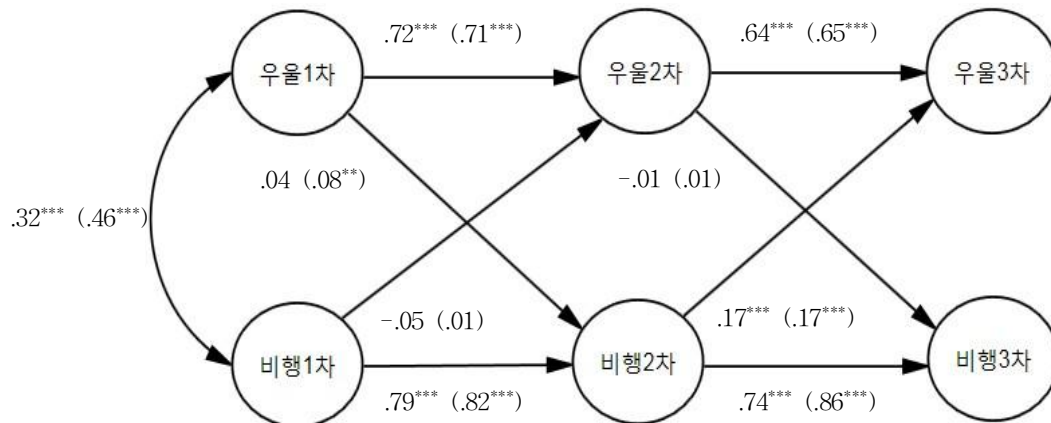 .72*** (.71***)
.64*** (.65***)
우울1차
우울2차
우울3차
.04 (.08**)
-.01 (.01)
.32*** (.46***)
-.05 (.01)
.17*** (.17***)
비행1차
비행2차
비행3차
.79*** (.82***)
.74*** (.86***)